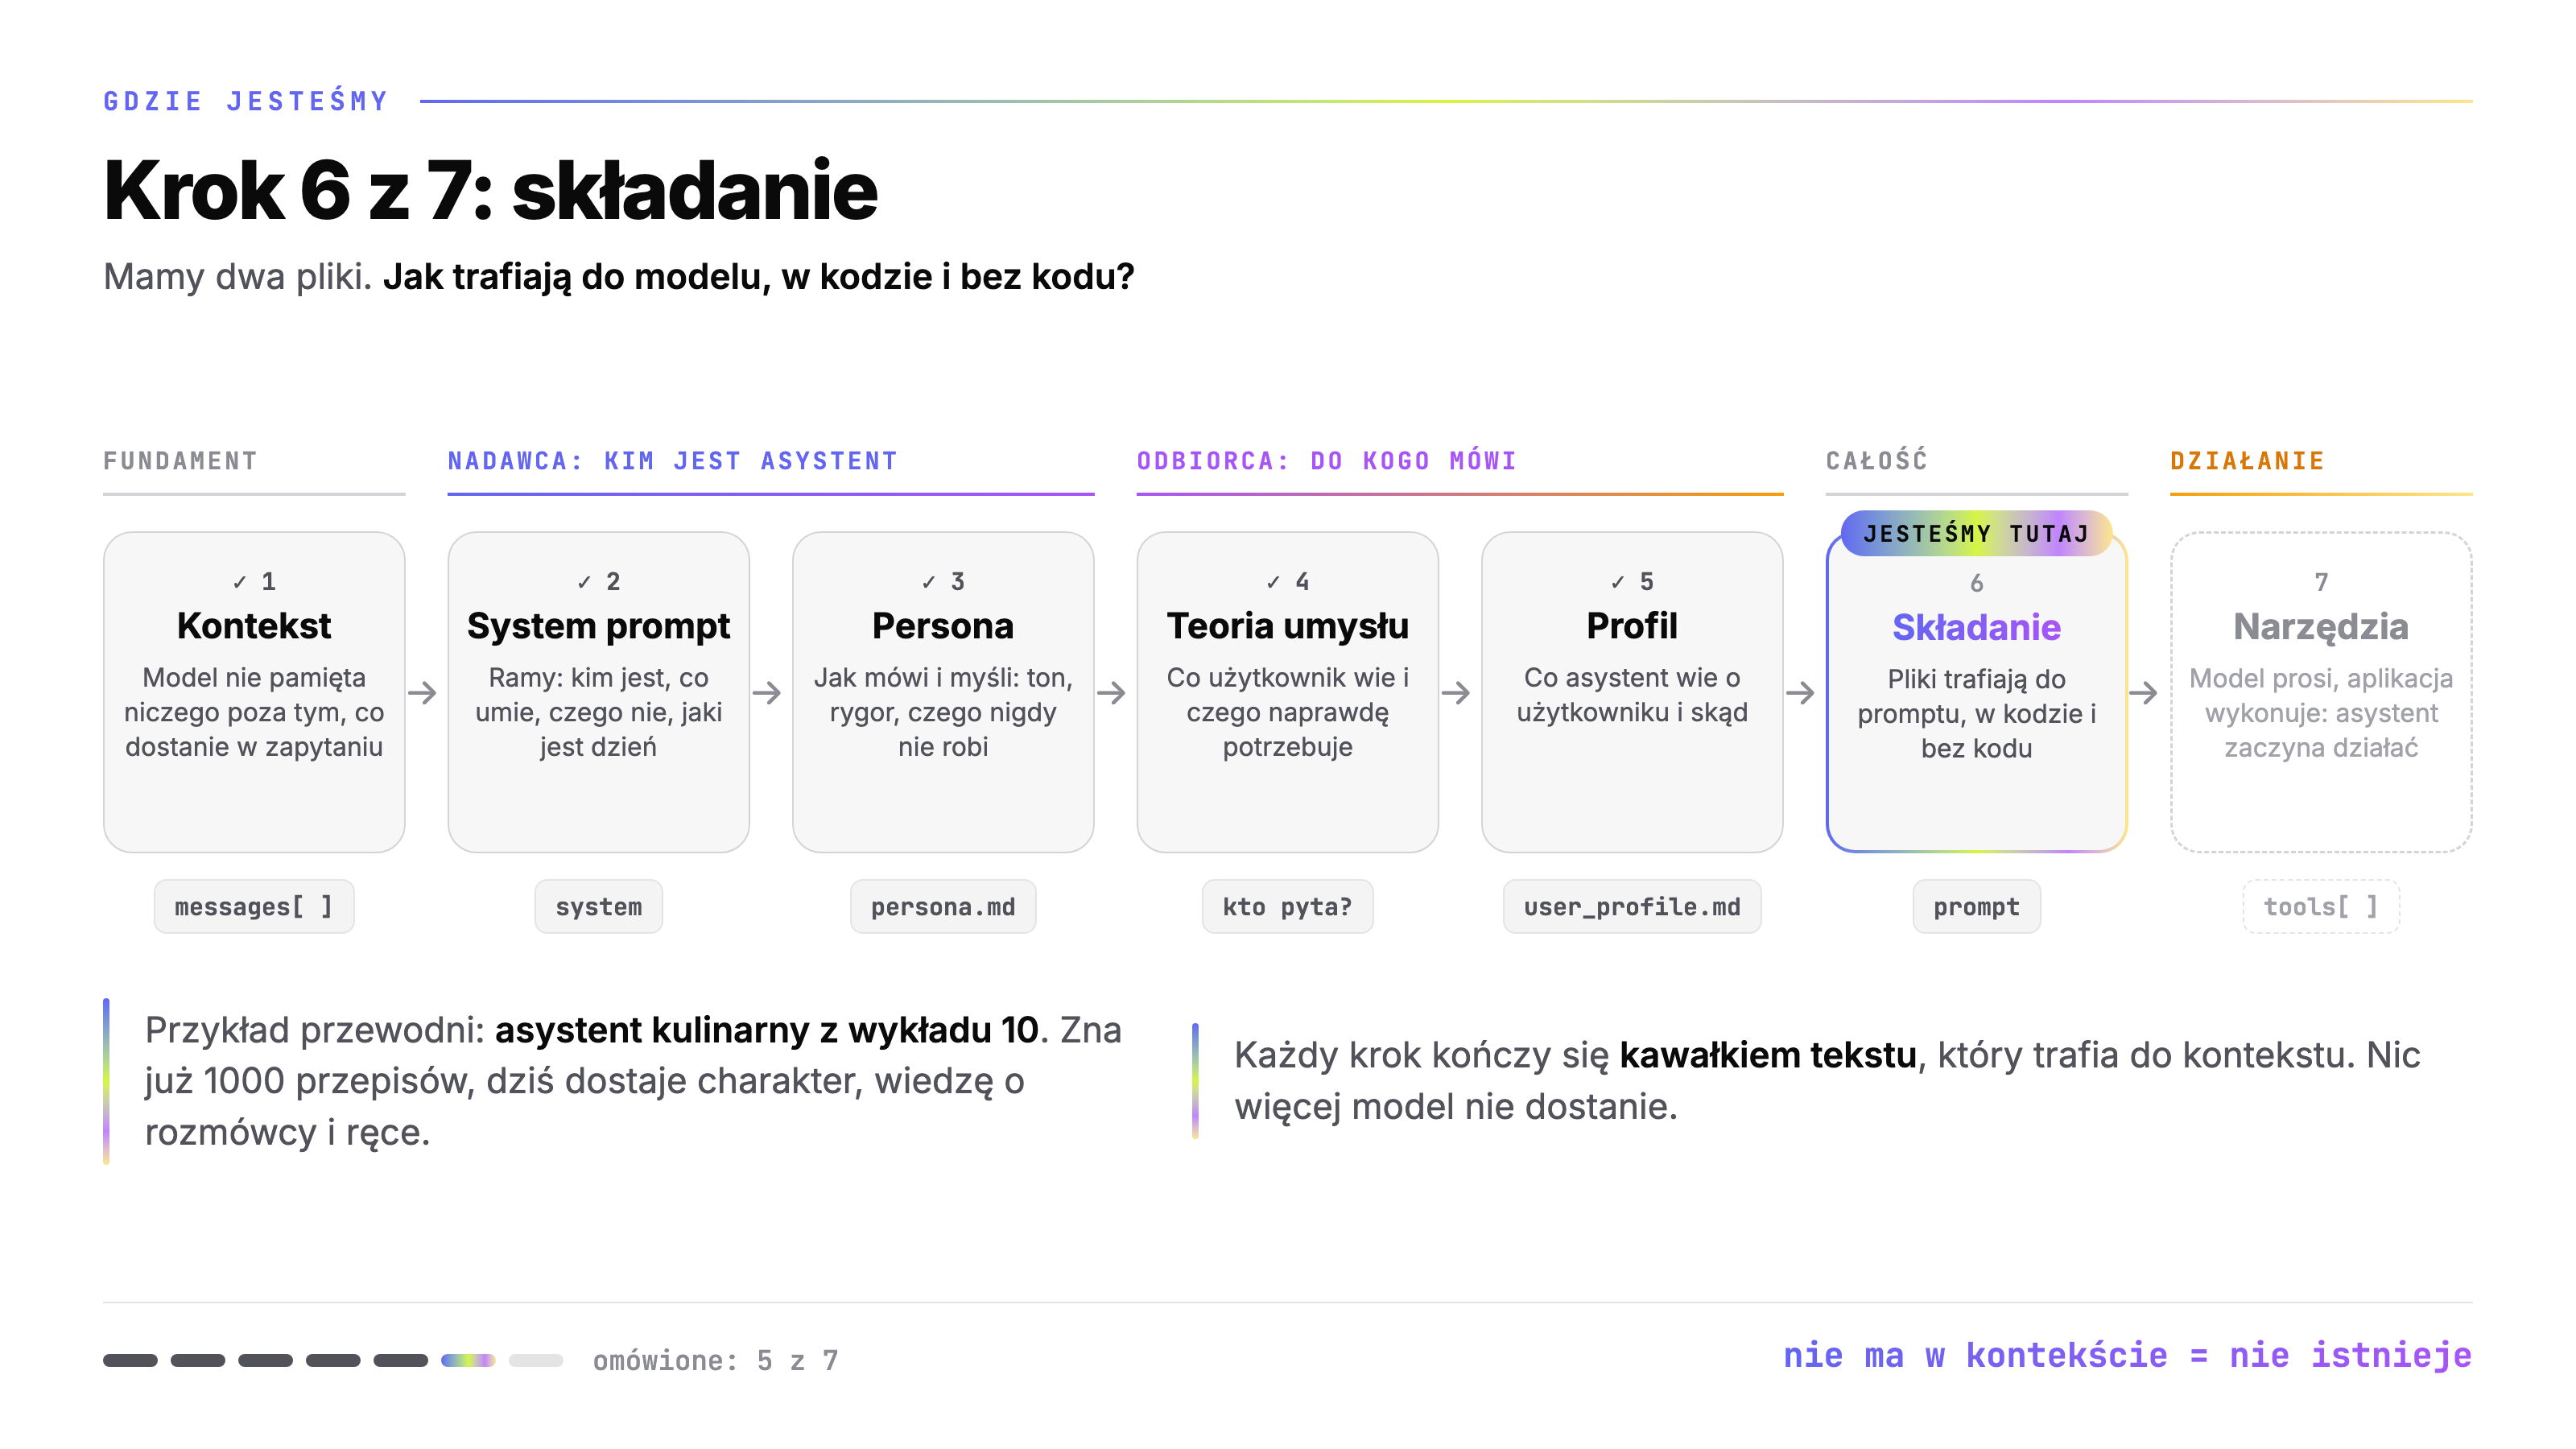 GDZIE JESTEŚMY
Krok 6 z 7: składanie
Mamy dwa pliki. Jak trafiają do modelu, w kodzie i bez kodu?
FUNDAMENT
NADAWCA: KIM JEST ASYSTENT
ODBIORCA: DO KOGO MÓWI
CAŁOŚĆ
DZIAŁANIE
✓ 1
Kontekst
Model nie pamięta
niczego poza tym, co
dostanie w zapytaniu
messages[ ]
✓ 2
System prompt
Ramy: kim jest, co
umie, czego nie, jaki
jest dzień
system
✓ 3
Persona
Jak mówi i myśli: ton,
rygor, czego nigdy
nie robi
persona.md
✓ 4
Teoria umysłu
Co użytkownik wie i
czego naprawdę
potrzebuje
kto pyta?
✓ 5
Profil
Co asystent wie o
użytkowniku i skąd
user_profile.md
JESTEŚMY TUTAJ
6
Składanie
Pliki trafiają do
promptu, w kodzie i
bez kodu
prompt
7
Narzędzia
Model prosi, aplikacja
wykonuje: asystent
zaczyna działać
tools[ ]
Przykład przewodni: asystent kulinarny z wykładu 10. Zna
już 1000 przepisów, dziś dostaje charakter, wiedzę o
rozmówcy i ręce.
Każdy krok kończy się kawałkiem tekstu, który trafia do kontekstu. Nic
więcej model nie dostanie.
omówione: 5 z 7
nie ma w kontekście = nie istnieje